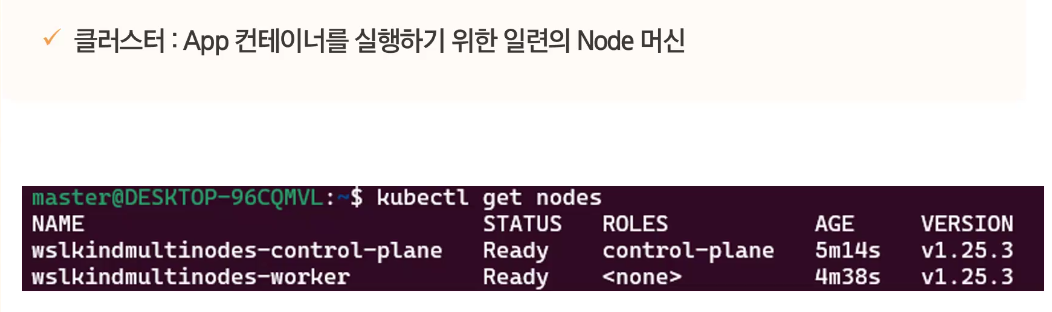 ✓ 클러스터 : App 컨테이너를 실행하기 위한 일련의 Node 머신
master@DESKTOP-96CQMVL:~$ kubectl get nodes
NAME STATUS ROLES AGE VERSION
wslkindmultinodes-control-plane Ready control-plane 5m14s v1.25.3
wslkindmultinodes-worker Ready <none> 4m38s v1.25.3